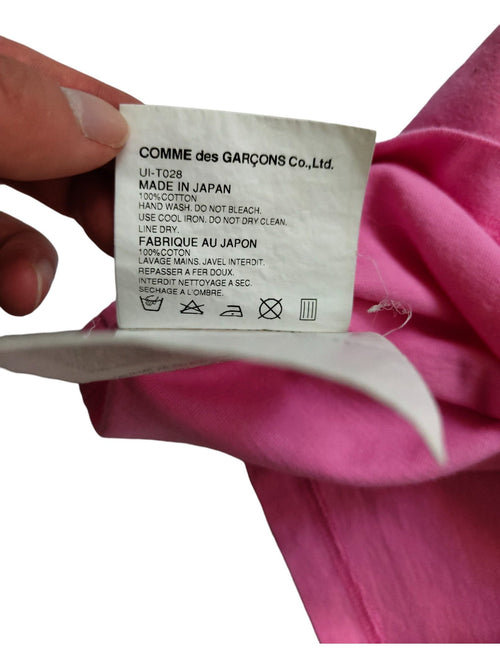 COMME des GARÇONS Co.,Ltd.
UI-T028
MADE IN JAPAN
100%COTTON
HAND WASH. DO NOT BLEACH.
USE COOL IRON. DO NOT DRY CLEAN.
LINE DRY.
FABRIQUE AU JAPON
100%COTON
LAVAGE MAINS. JAVEL INTERDIT.
REPASSER A FER DOUX.
INTERDIT NETTOYAGE A SEC.
SECHAGE A L'OMBRE.